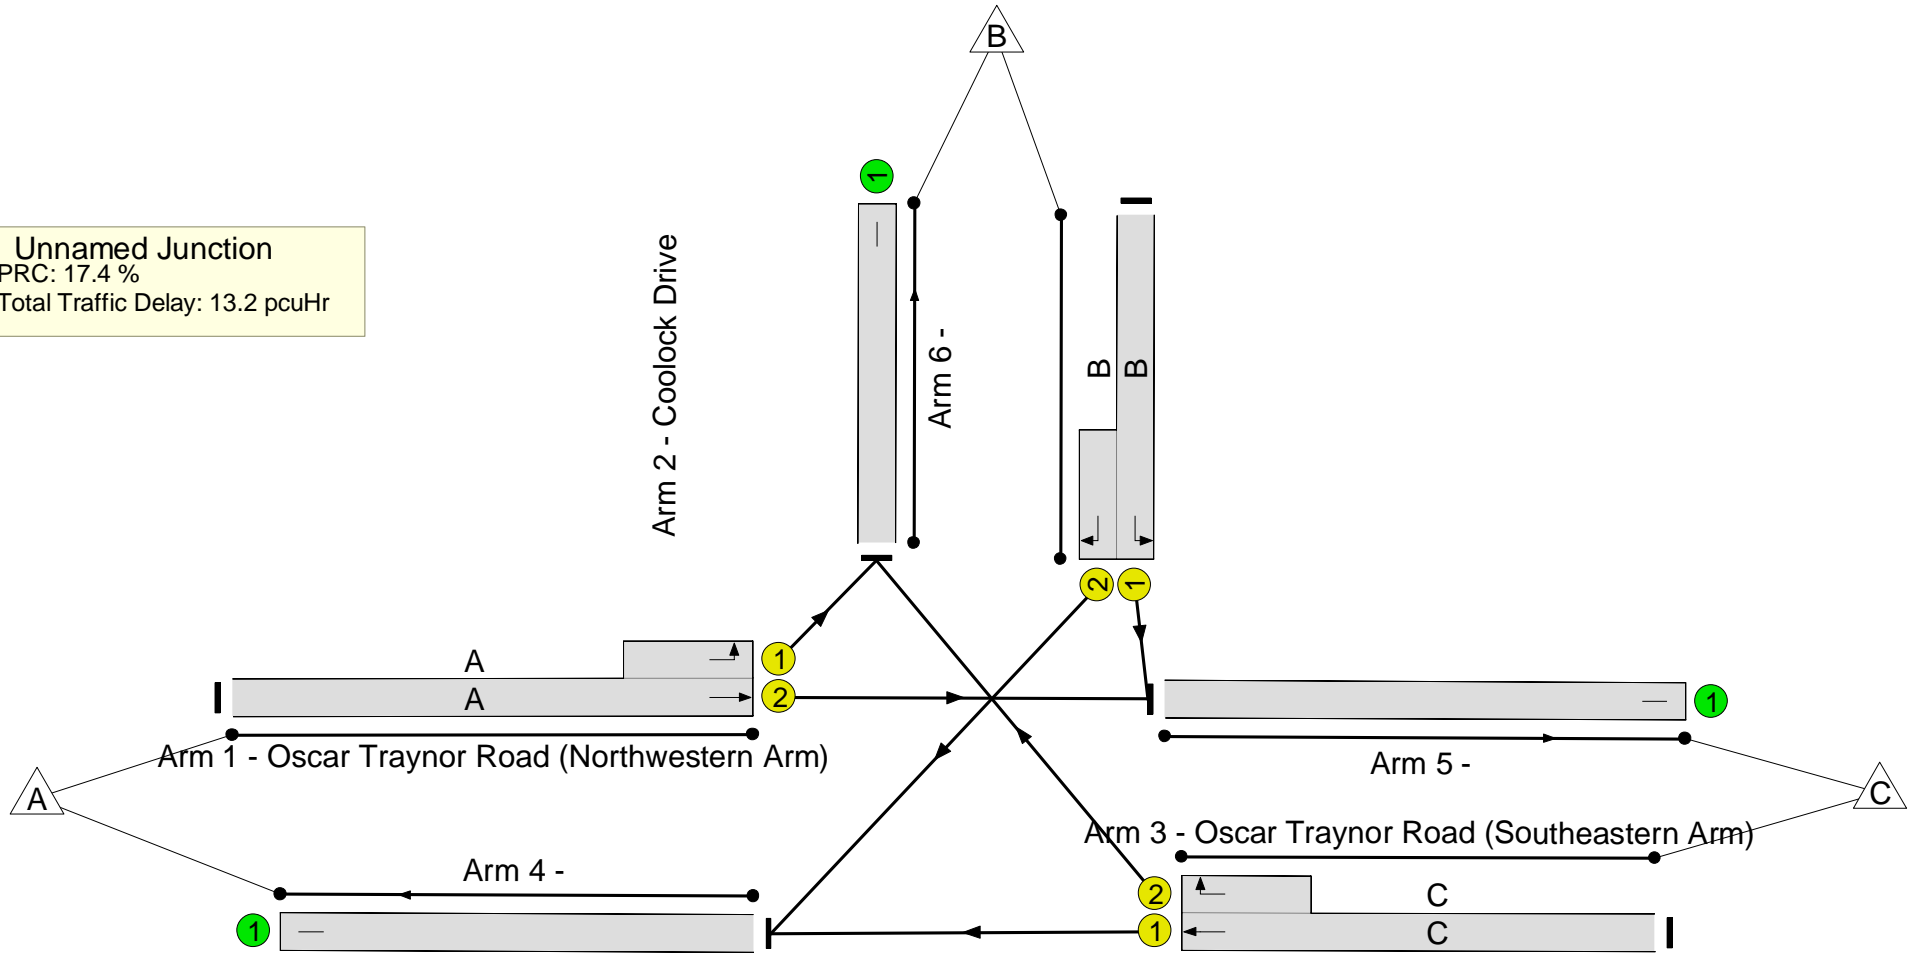 B
Unnamed Junction
PRC: 17.4 %
Total Traffic Delay: 13.2 pcuHr
1
Arm 2 - Coolock Drive
Arm 6 -
B
B
2
1
A
1
A
2
1
Arm 1 - Oscar Traynor Road (Northwestern Arm)
Arm 5 -
A
C
Arm 3 - Oscar Traynor Road (Southeastern Arm)
Arm 4 -
2
C
1
1
C